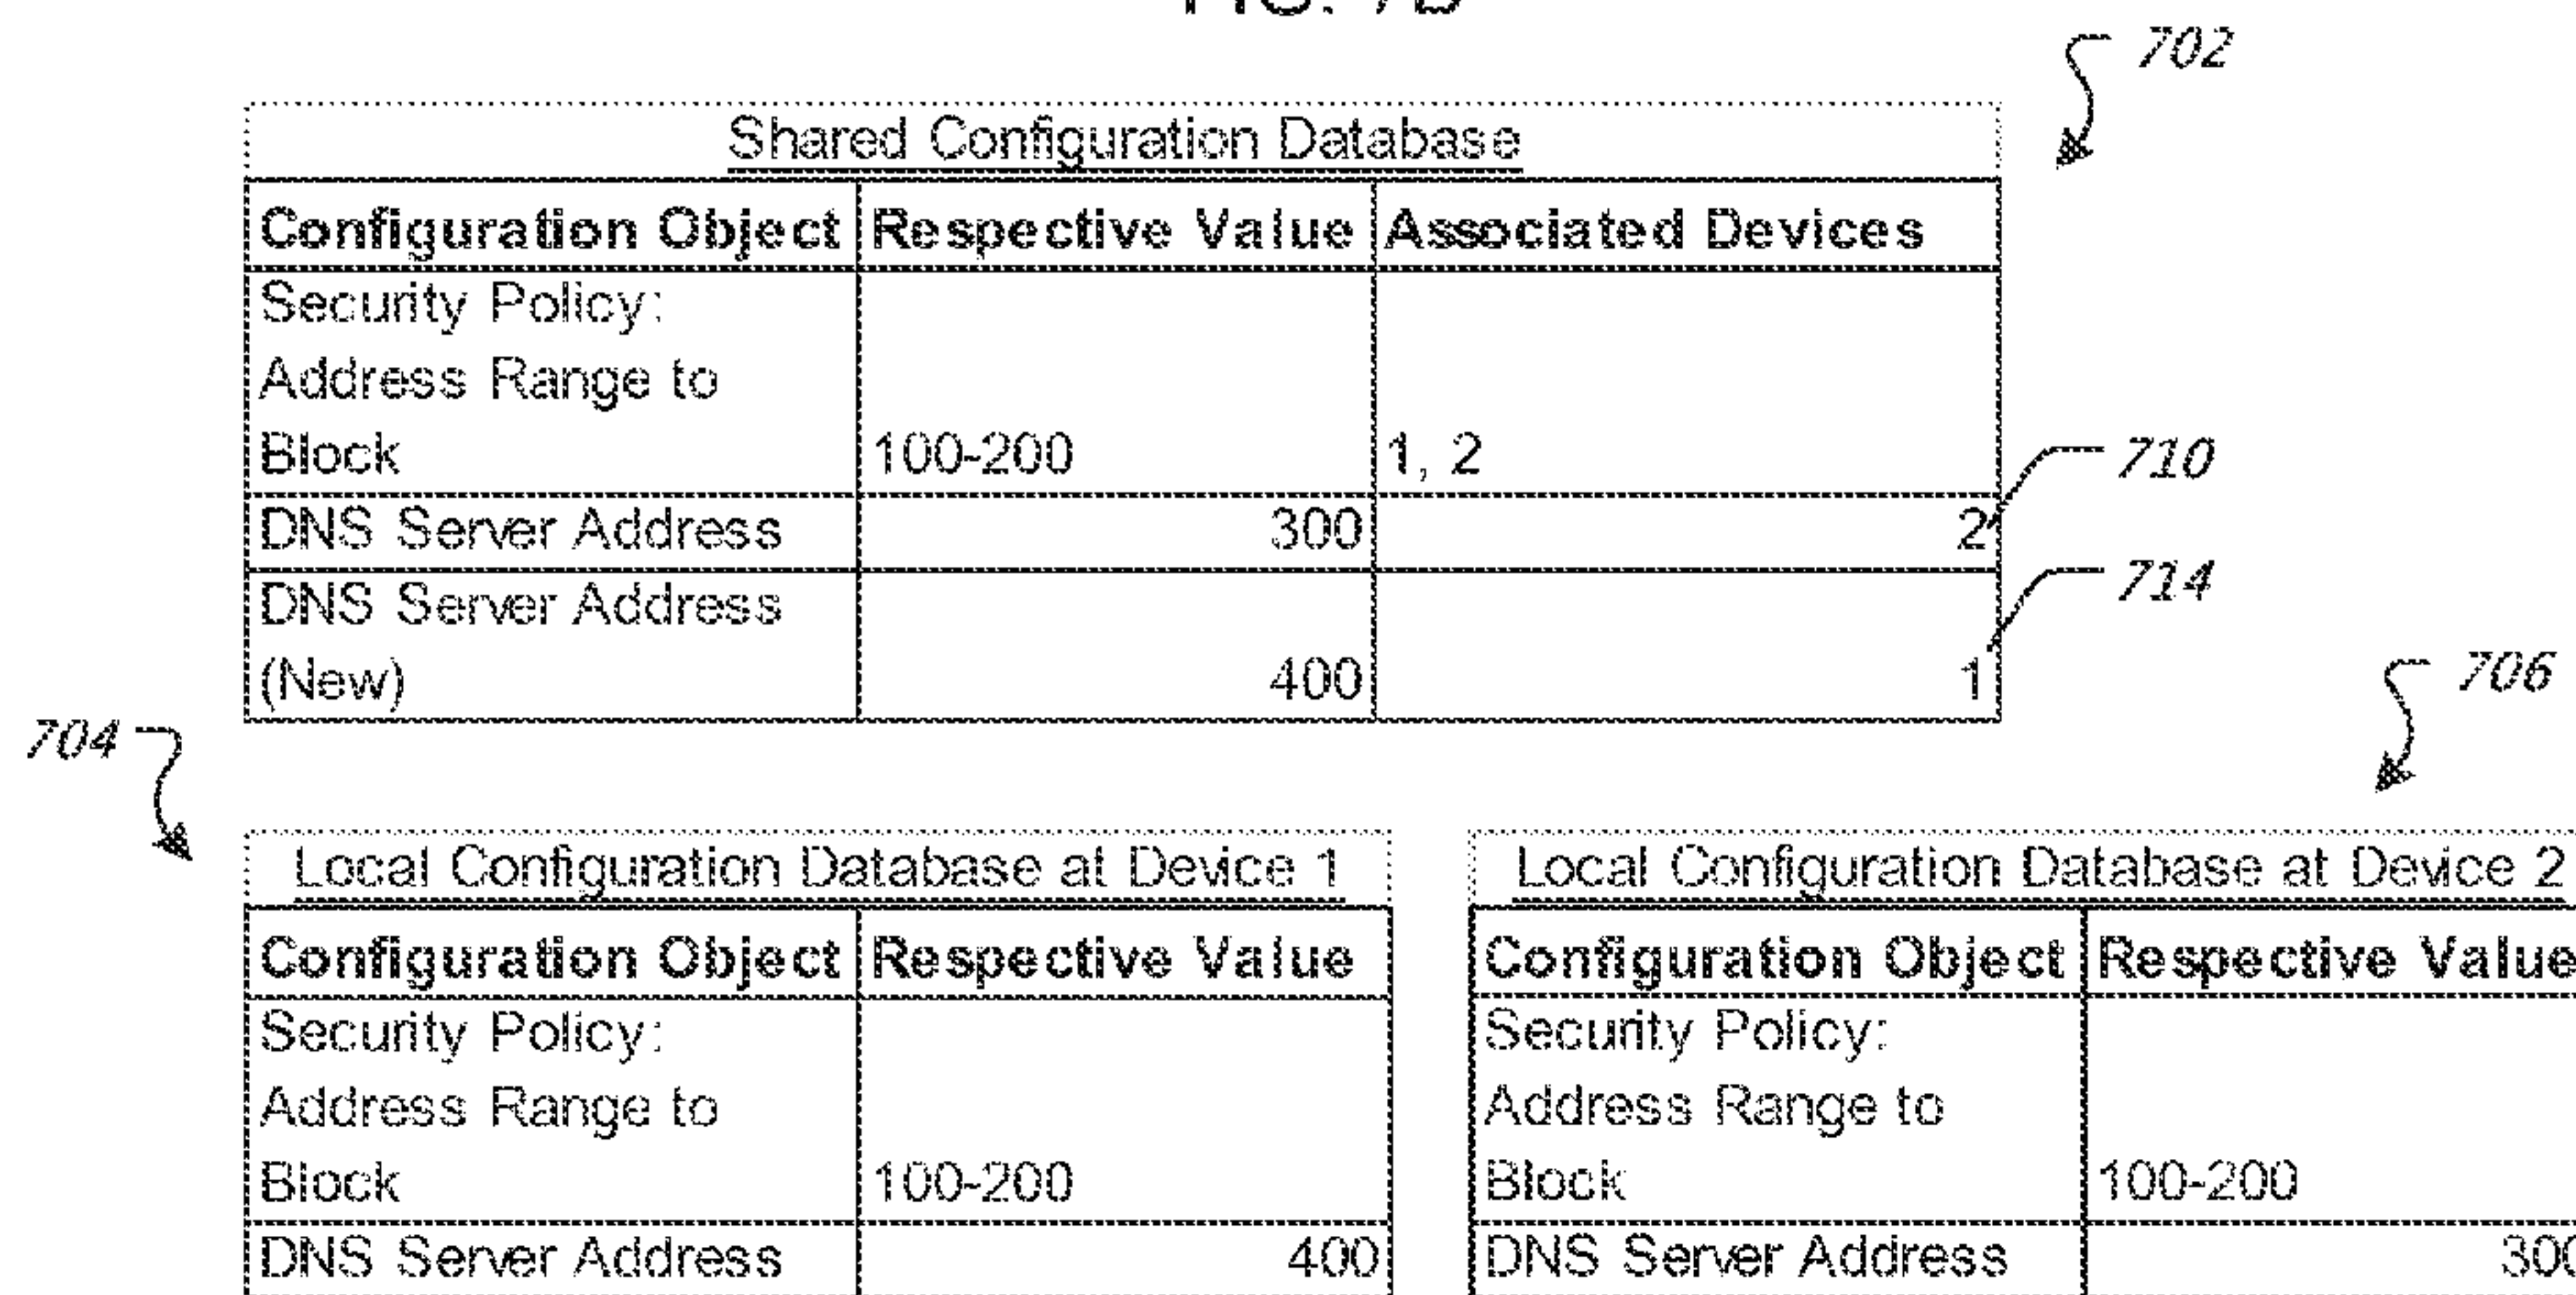 702
Shared Configuration Database
Configuration Object Respective Value Associated Devices
Security Policy:
Address Range to
Block 100-200 1, 2
710
DNS Server Address 300 2
714
DNS Server Address
(New) 400 1
704
706
Local Configuration Database at Device 1
Configuration Object Respective Value
Security Policy:
Address Range to
Block 100-200
DNS Server Address 400
Local Configuration Database at Device 2
Configuration Object Respective Value
Security Policy:
Address Range to
Block 100-200
DNS Server Address 300